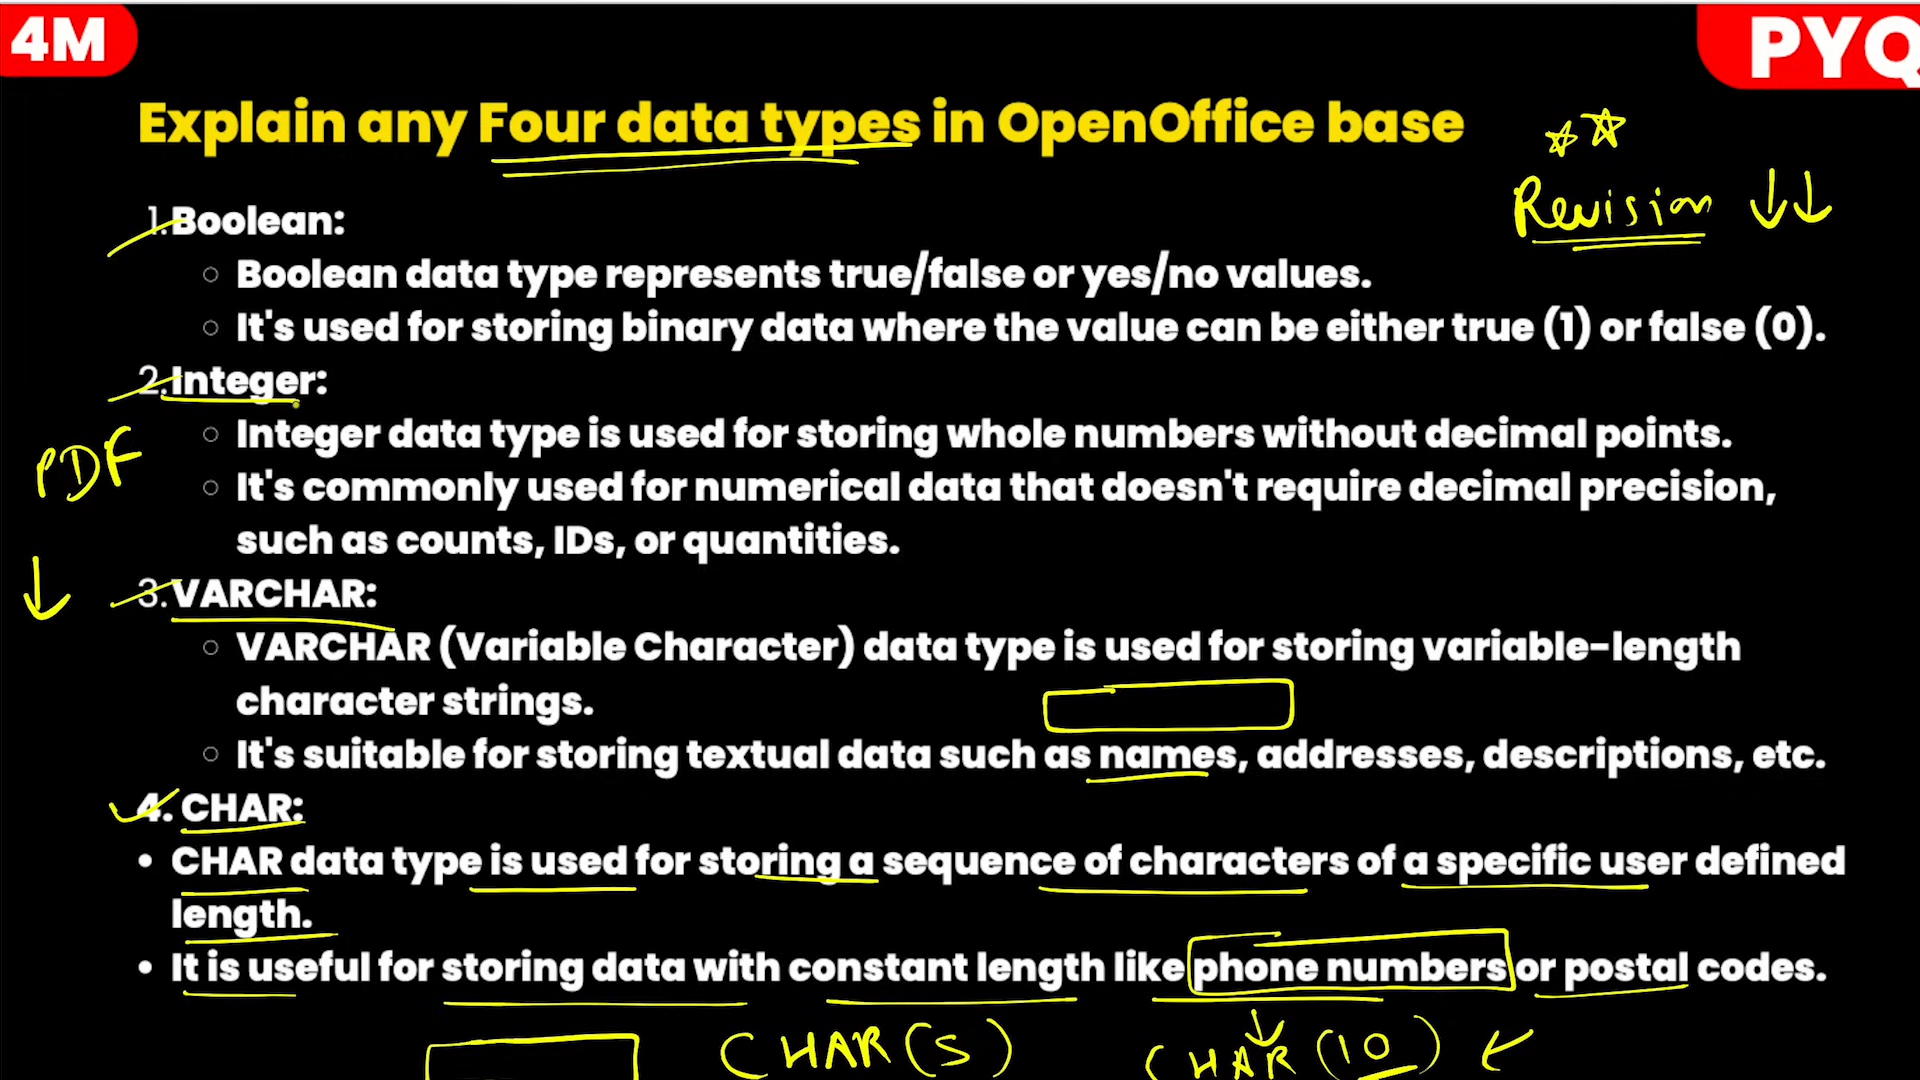 4M
PYQ
Explain any Four data types in OpenOffice base
Revision
1. Boolean:
Boolean data type represents true/false or yes/no values.
It's used for storing binary data where the value can be either true (1) or false (0).
2. Integer:
PDF
Integer data type is used for storing whole numbers without decimal points.
It's commonly used for numerical data that doesn't require decimal precision,
such as counts, IDs, or quantities.
3. VARCHAR:
VARCHAR (Variable Character) data type is used for storing variable-length
character strings.
It's suitable for storing textual data such as names, addresses, descriptions, etc.
4. CHAR:
• CHAR data type is used for storing a sequence of characters of a specific user defined
length.
• It is useful for storing data with constant length like phone numbers or postal codes.
CHAR(5) CHAR(10)